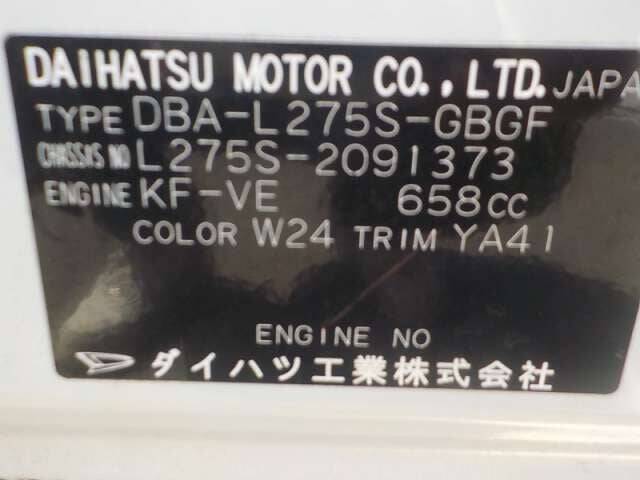 DAIHATSU MOTOR CO., LTD. JAPA
TYPE DBA-L275S-GBGF
CHASSIS NO L275S-2091373
ENGINE KF-VE 658cc
COLOR W24 TRIM YA41
ENGINE NO
ダイハツ工業株式会社